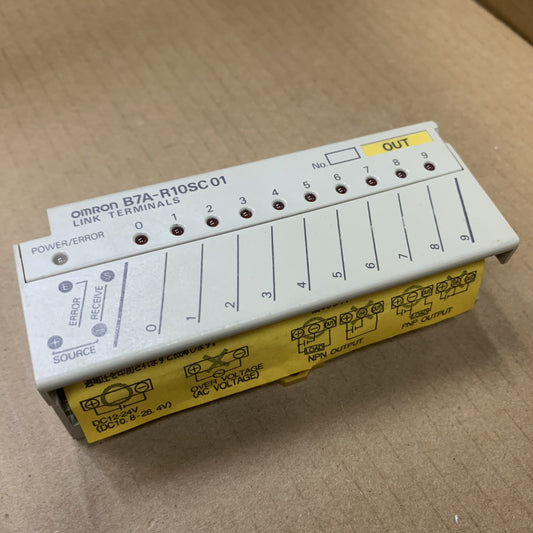 OMRON B7A-R10SC01
LINK TERMINALS
No.
OUT
POWER/ERROR
0 1 2 3 4 5 6 7 8 9
ERROR
RECEIVE
SOURCE
0 1 2 3 4 5 6 7 8 9
DC12-24V
(DC10.8-26.4V)
OVER VOLTAGE
(AC VOLTAGE)
LOAD
NPN OUTPUT
LOAD
PNP OUTPUT